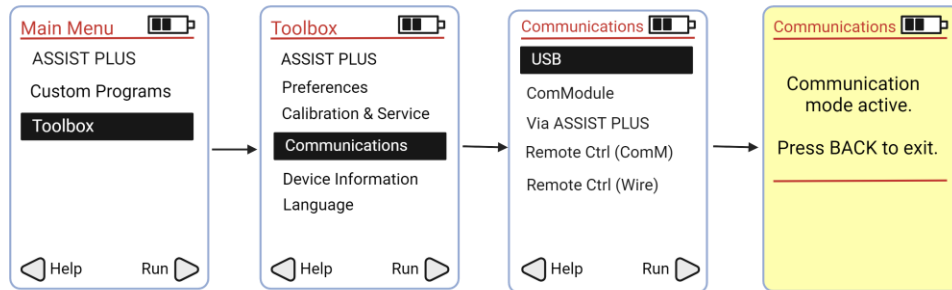 Main Menu
ASSIST PLUS
Custom Programs
Toolbox
Help Run
Toolbox
ASSIST PLUS
Preferences
Calibration & Service
Communications
Device Information
Language
Help Run
Communications
USB
ComModule
Via ASSIST PLUS
Remote Ctrl (ComM)
Remote Ctrl (Wire)
Help Run
Communications
Communication
mode active.
Press BACK to exit.